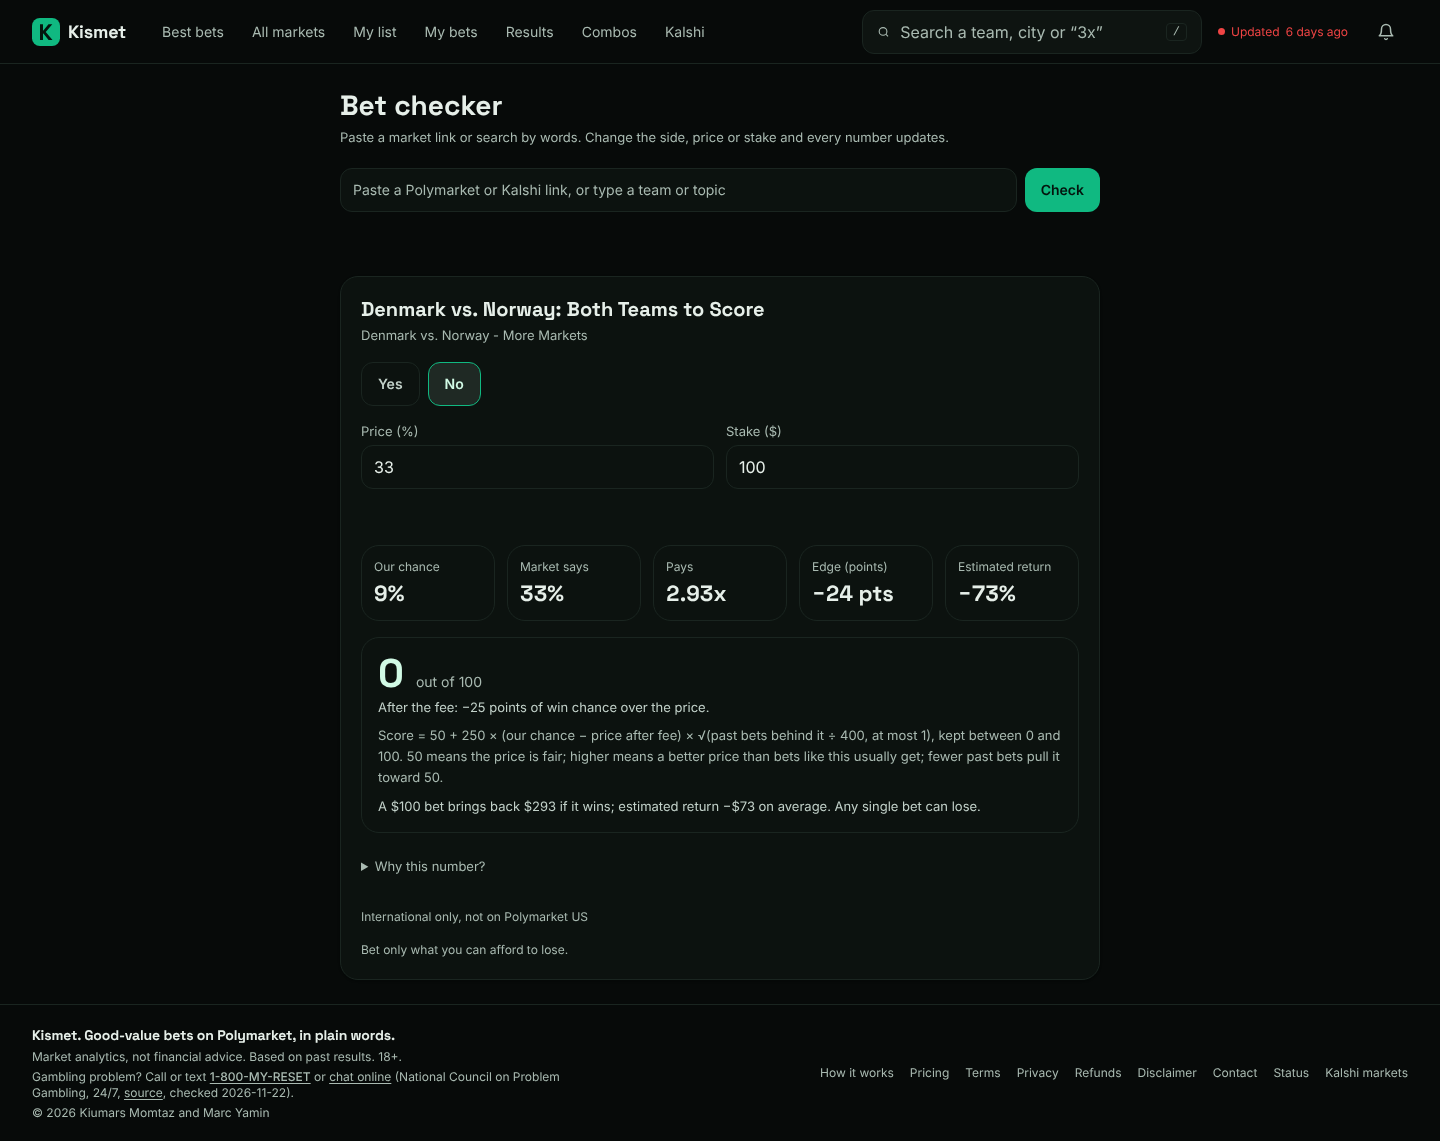 K Kismet
Best bets
All markets
My list
My bets
Results
Combos
Kalshi
Search a team, city or “3x”
/
Updated 6 days ago
Bet checker
Paste a market link or search by words. Change the side, price or stake and every number updates.
Paste a Polymarket or Kalshi link, or type a team or topic
Check
Denmark vs. Norway: Both Teams to Score
Denmark vs. Norway - More Markets
Yes
No
Price (%)
Stake ($)
33
100
Our chance
9%
Market says
33%
Pays
2.93x
Edge (points)
−24 pts
Estimated return
−73%
0 out of 100
After the fee: −25 points of win chance over the price.
Score = 50 + 250 × (our chance − price after fee) × √(past bets behind it ÷ 400, at most 1), kept between 0 and
100. 50 means the price is fair; higher means a better price than bets like this usually get; fewer past bets pull it
toward 50.
A $100 bet brings back $293 if it wins; estimated return −$73 on average. Any single bet can lose.
Why this number?
International only, not on Polymarket US
Bet only what you can afford to lose.
Kismet. Good-value bets on Polymarket, in plain words.
Market analytics, not financial advice. Based on past results. 18+.
Gambling problem? Call or text 1-800-MY-RESET or chat online (National Council on Problem
Gambling, 24/7, source, checked 2026-11-22).
© 2026 Kiumars Momtaz and Marc Yamin
How it works
Pricing
Terms
Privacy
Refunds
Disclaimer
Contact
Status
Kalshi markets